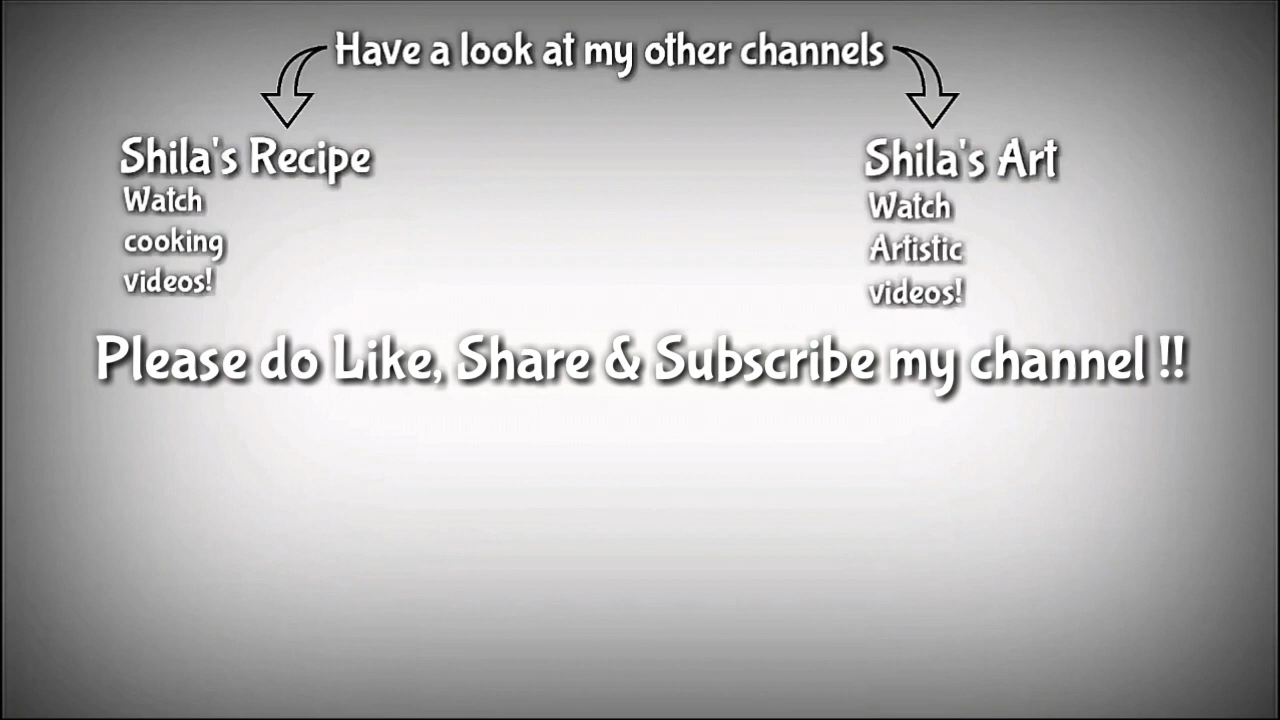 Have a look at my other channels
Shila's Recipe
Watch
cooking
videos!
Shila's Art
Watch
Artistic
videos!
Please do Like, Share & Subscribe my channel !!